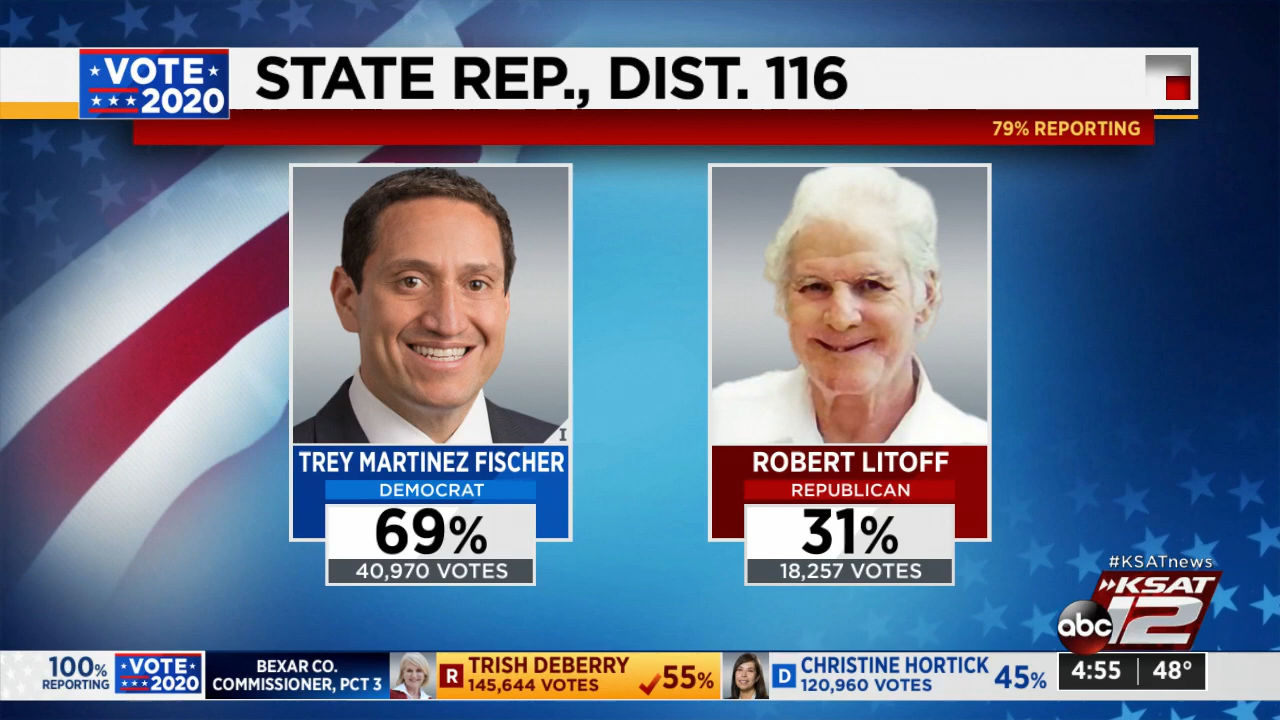 VOTE
2020
STATE REP., DIST. 116
79% REPORTING
I
TREY MARTINEZ FISCHER
DEMOCRAT
69%
40,970 VOTES
ROBERT LITOFF
REPUBLICAN
31%
18,257 VOTES
#KSATnews
KSAT
abc 12
100%
REPORTING
VOTE
2020
BEXAR CO.
COMMISSIONER, PCT 3
R TRISH DEBERRY
145,644 VOTES
55%
D CHRISTINE HORTICK
120,960 VOTES
45%
4:55 48°